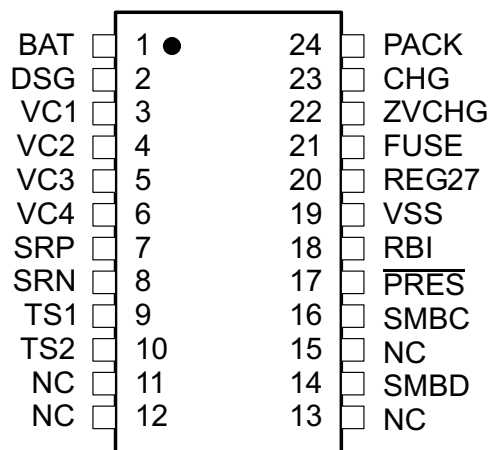 BAT 1 24 PACK
DSG 2 23 CHG
VC1 3 22 ZVCHG
VC2 4 21 FUSE
VC3 5 20 REG27
VC4 6 19 VSS
SRP 7 18 RBI
SRN 8 17 PRES
TS1 9 16 SMBC
TS2 10 15 NC
NC 11 14 SMBD
NC 12 13 NC